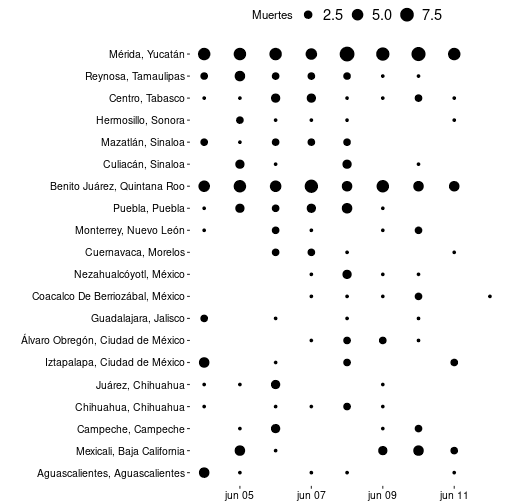 Muertes 2.5 5.0 7.5
Mérida, Yucatán
Reynosa, Tamaulipas
Centro, Tabasco
Hermosillo, Sonora
Mazatlán, Sinaloa
Culiacán, Sinaloa
Benito Juárez, Quintana Roo
Puebla, Puebla
Monterrey, Nuevo León
Cuernavaca, Morelos
Nezahualcóyotl, México
Coacalco De Berriozábal, México
Guadalajara, Jalisco
Álvaro Obregón, Ciudad de México
Iztapalapa, Ciudad de México
Juárez, Chihuahua
Chihuahua, Chihuahua
Campeche, Campeche
Mexicali, Baja California
Aguascalientes, Aguascalientes
jun 05 jun 07 jun 09 jun 11